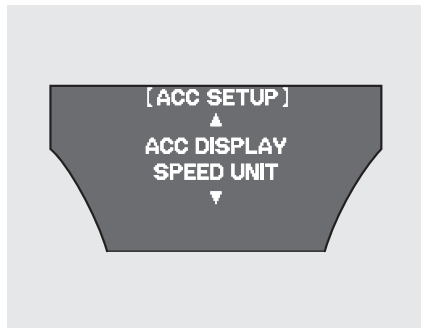 [ACC SETUP]
▲
ACC DISPLAY
SPEED UNIT
▼